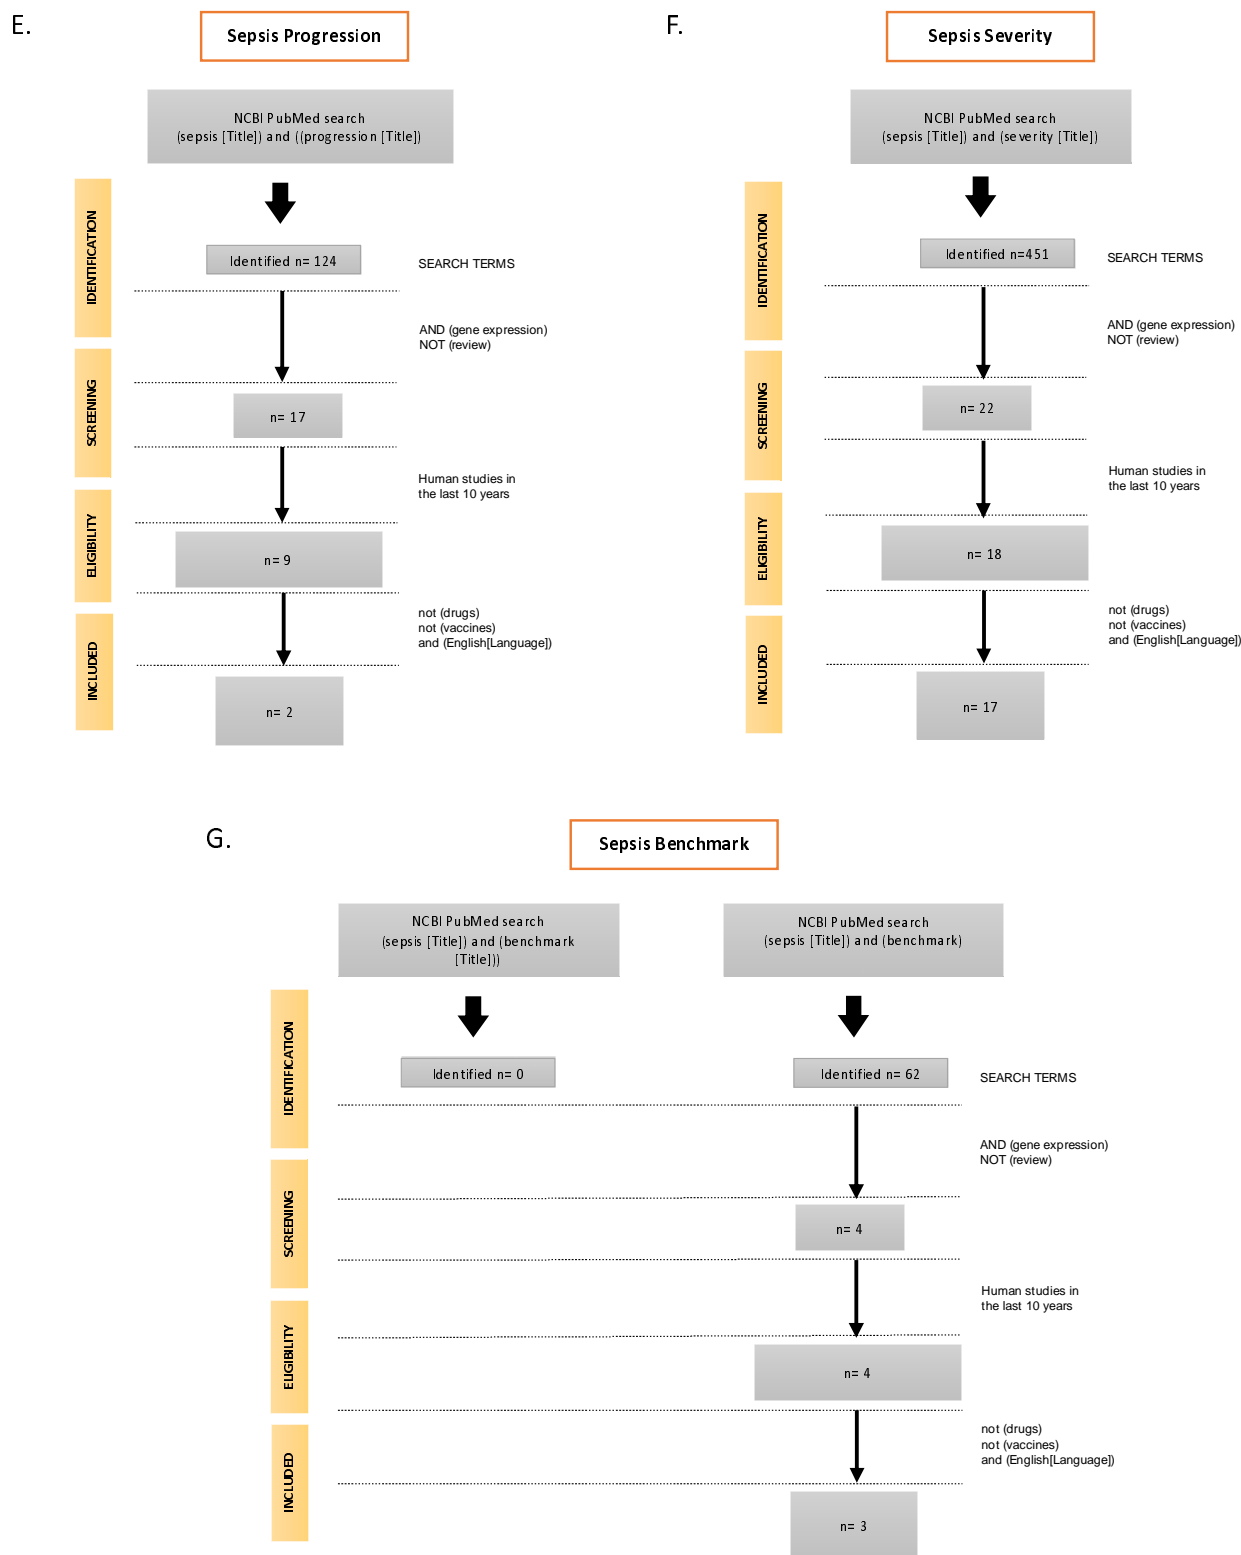 E.
Sepsis Progression
NCBI PubMed search
(sepsis [Title]) and ((progression [Title])
IDENTIFICATION
Identified n= 124
SEARCH TERMS
AND (gene expression)
NOT (review)
SCREENING
n= 17
Human studies in
the last 10 years
ELIGIBILITY
n= 9
not (drugs)
not (vaccines)
and (English[Language])
INCLUDED
n= 2
F.
Sepsis Severity
NCBI PubMed search
(sepsis [Title]) and (severity [Title])
IDENTIFICATION
Identified n=451
SEARCH TERMS
AND (gene expression)
NOT (review)
SCREENING
n= 22
Human studies in
the last 10 years
ELIGIBILITY
n= 18
not (drugs)
not (vaccines)
and (English[Language])
INCLUDED
n= 17
G.
Sepsis Benchmark
NCBI PubMed search
(sepsis [Title]) and (benchmark
[Title]))
NCBI PubMed search
(sepsis [Title]) and (benchmark)
IDENTIFICATION
Identified n= 0
Identified n= 62
SEARCH TERMS
AND (gene expression)
NOT (review)
SCREENING
n= 4
Human studies in
the last 10 years
ELIGIBILITY
n= 4
not (drugs)
not (vaccines)
and (English[Language])
INCLUDED
n= 3